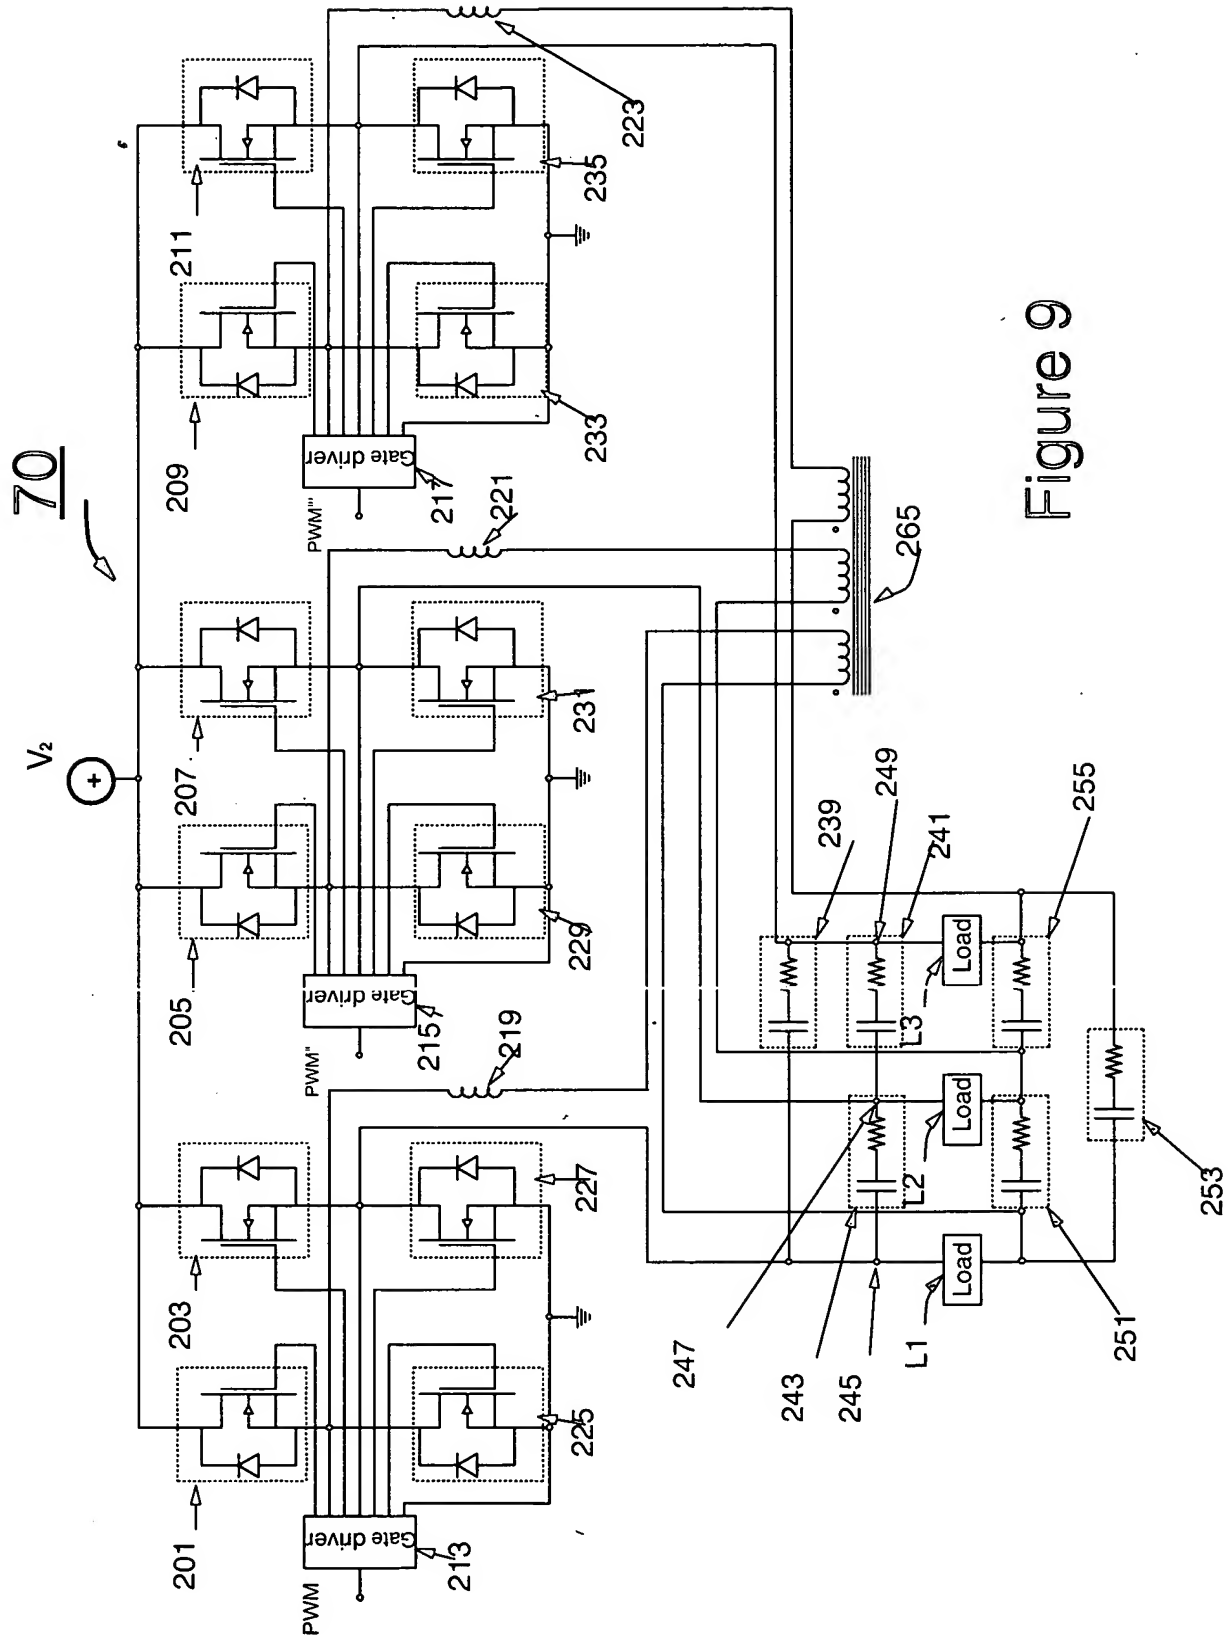 70
V₂
201
203
205
207
209
211
PWM
Gate driver
213
PWM''
Gate driver
215
PWM'''
Gate driver
217
219
221
223
225
227
229
231
233
235
265
239
249
241
255
247
243
245
L1
Load
L2
Load
L3
Load
251
253
Figure 9